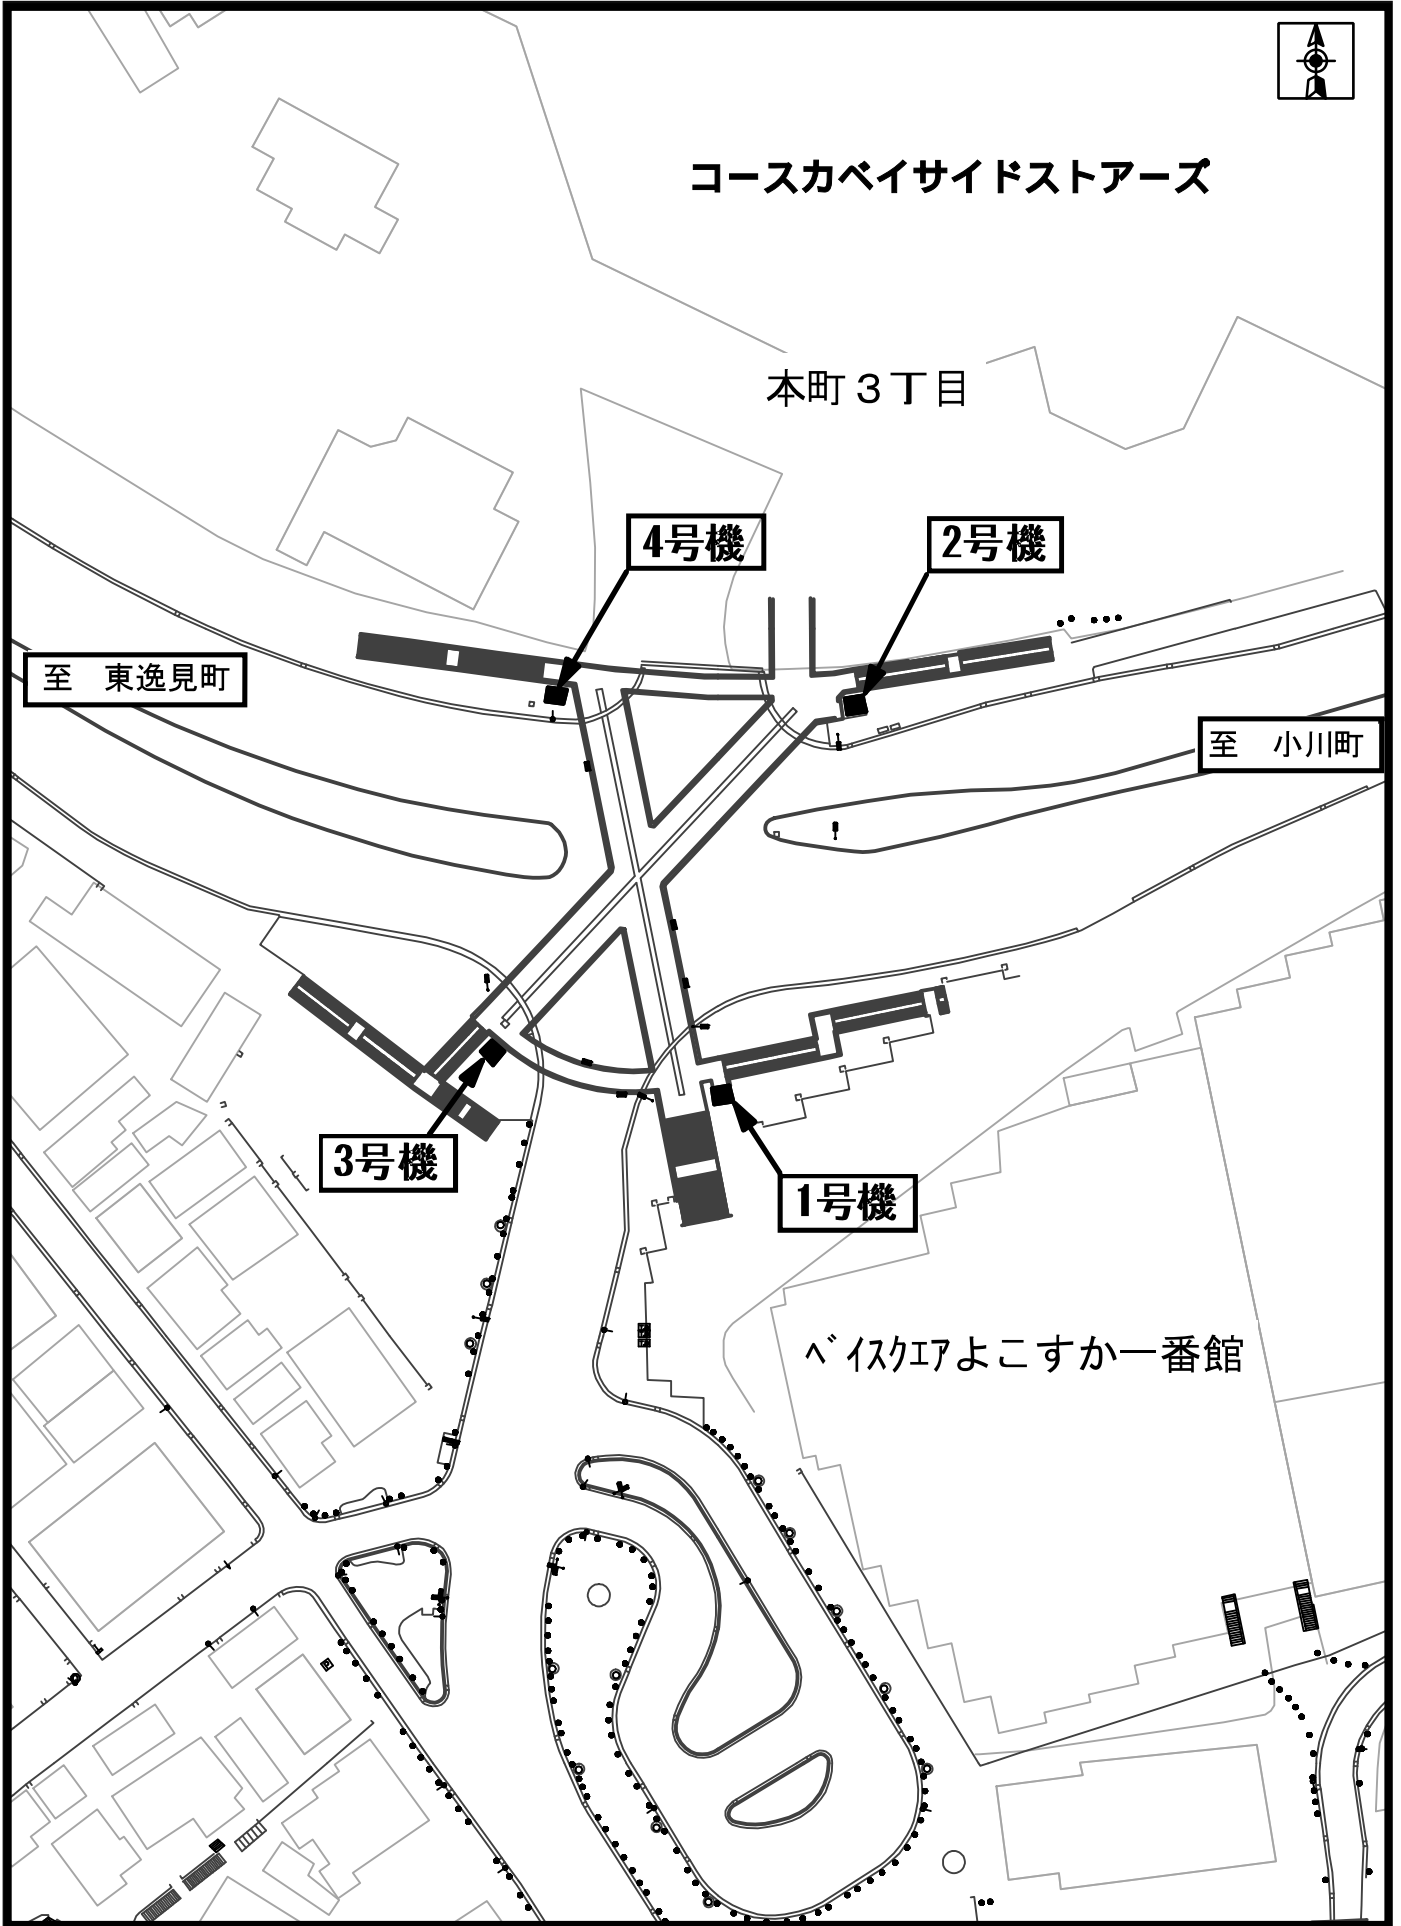 コースカベイサイドストアーズ
本町３丁目
4号機
2号機
至　東逸見町
至　小川町
3号機
1号機
ﾍﾞｲｽｸｴｱよこすか一番館